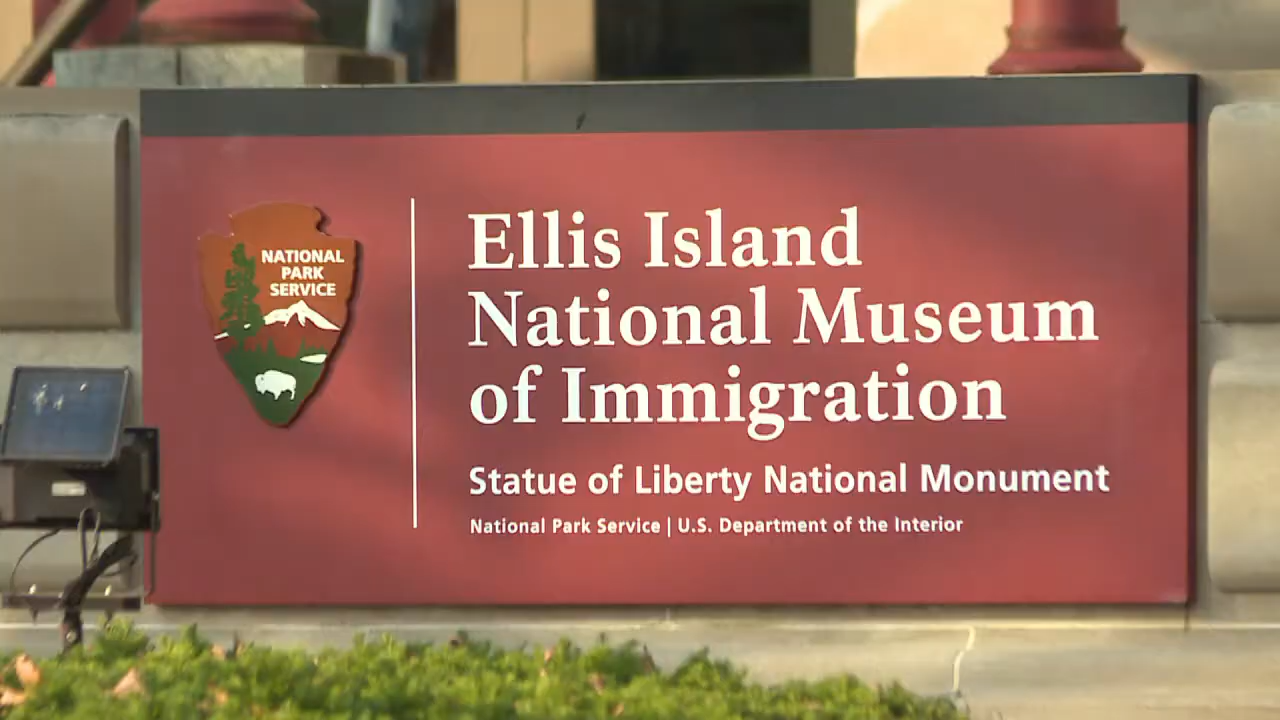 NATIONAL
PARK
SERVICE
Ellis Island
National Museum
of Immigration
Statue of Liberty National Monument
National Park Service | U.S. Department of the Interior